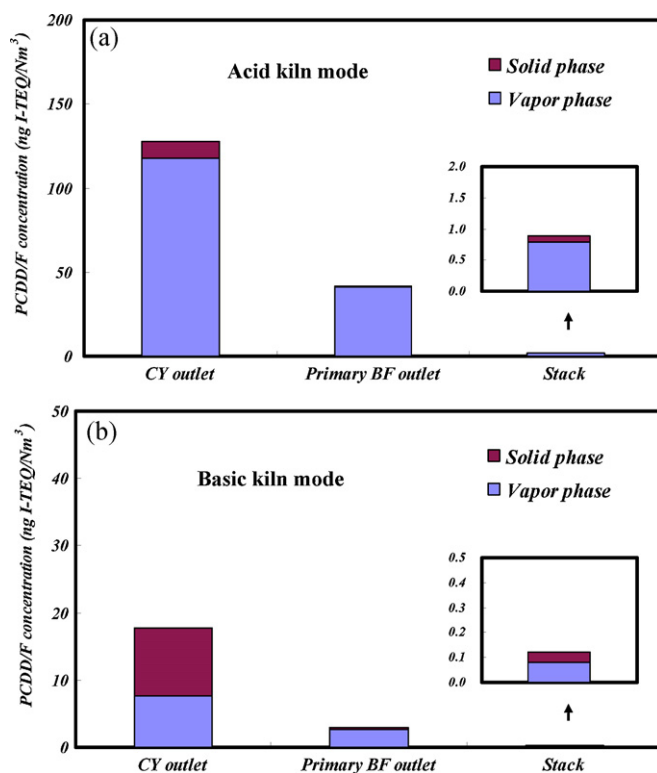 (a)
Acid kiln mode
Solid phase
Vapor phase
PCDD/F concentration (ng I-TEQ/Nm³)
200
150
100
50
0
2.0
1.5
1.0
0.5
0.0
CY outlet
Primary BF outlet
Stack
(b)
Basic kiln mode
Solid phase
Vapor phase
PCDD/F concentration (ng I-TEQ/Nm³)
50
40
30
20
10
0
0.5
0.4
0.3
0.2
0.1
0.0
CY outlet
Primary BF outlet
Stack